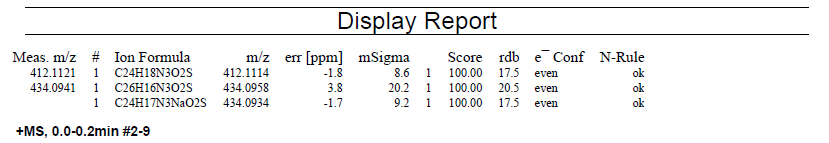 Display Report
Meas. m/z # Ion Formula m/z err [ppm] mSigma Score rdb e¯ Conf N-Rule
412.1121 1 C24H18N3O2S 412.1114 -1.8 8.6 1 100.00 17.5 even ok
434.0941 1 C26H16N3O2S 434.0958 3.8 20.2 1 100.00 20.5 even ok
1 C24H17N3NaO2S 434.0934 -1.7 9.2 1 100.00 17.5 even ok
+MS, 0.0-0.2min #2-9